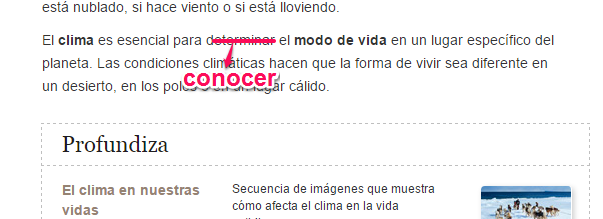 está nublado, si hace viento o si está lloviendo.
El clima es esencial para determinar el modo de vida en un lugar específico del
planeta. Las condiciones climáticas hacen que la forma de vivir sea diferente en
conocer
un desierto, en los polos o en un lugar cálido.
Profundiza
El clima en nuestras
vidas
Secuencia de imágenes que muestra
cómo afecta el clima en la vida